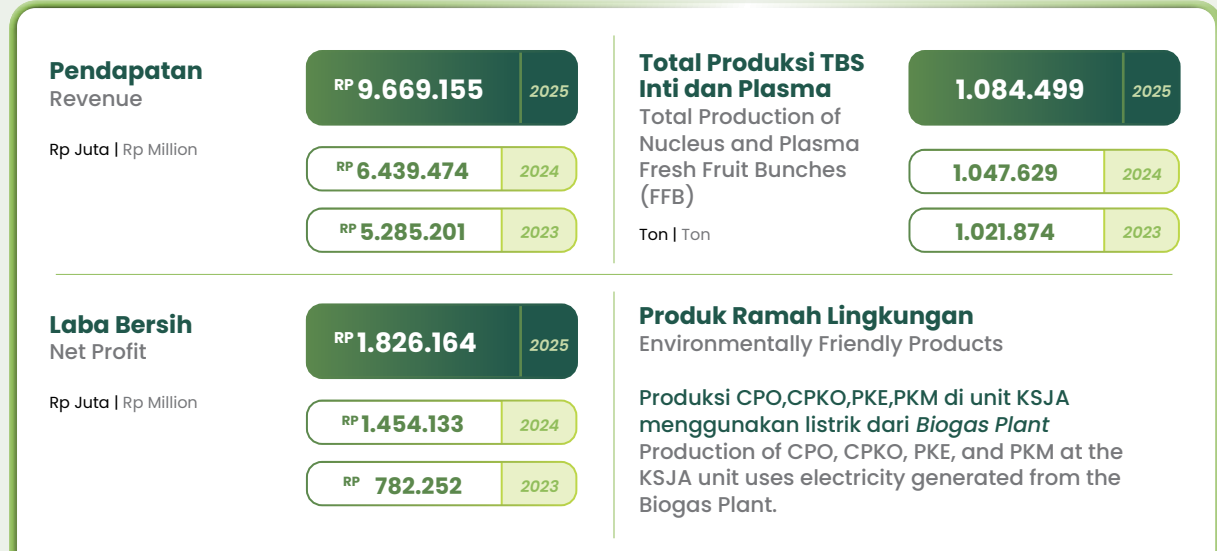 Pendapatan
Revenue
Rp Juta | Rp Million
RP 9.669.155 2025
RP 6.439.474 2024
RP 5.285.201 2023
Total Produksi TBS
Inti dan Plasma
Total Production of
Nucleus and Plasma
Fresh Fruit Bunches
(FFB)
Ton | Ton
1.084.499 2025
1.047.629 2024
1.021.874 2023
Laba Bersih
Net Profit
Rp Juta | Rp Million
RP 1.826.164 2025
RP 1.454.133 2024
RP 782.252 2023
Produk Ramah Lingkungan
Environmentally Friendly Products
Produksi CPO,CPKO,PKE,PKM di unit KSJA
menggunakan listrik dari Biogas Plant
Production of CPO, CPKO, PKE, and PKM at the
KSJA unit uses electricity generated from the
Biogas Plant.